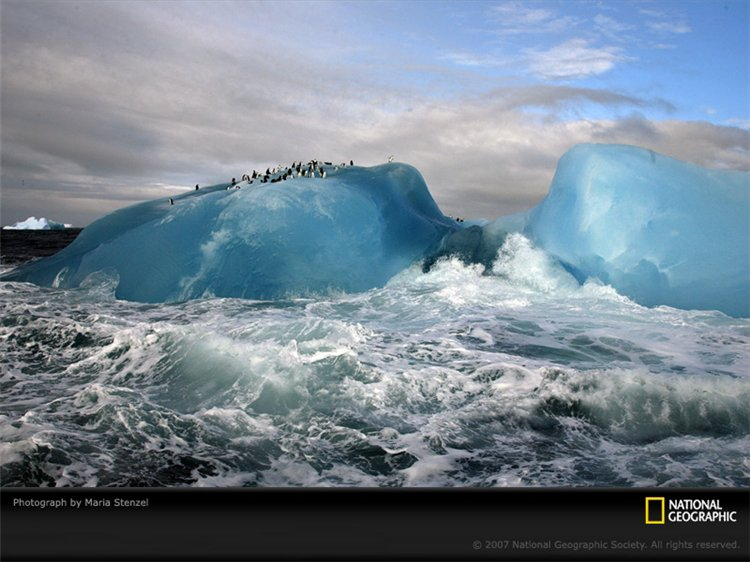 Photograph by Maria Stenzel
NATIONAL
GEOGRAPHIC
© 2007 National Geographic Society. All rights reserved.